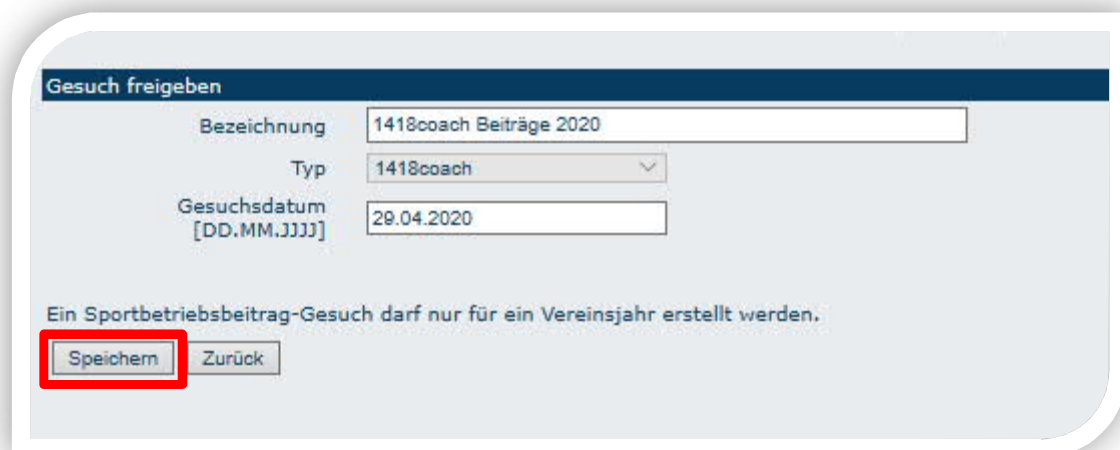 Gesuch freigeben
Bezeichnung 1418coach Beiträge 2020
Typ 1418coach
Gesuchsdatum
[DD.MM.JJJJ] 29.04.2020
Ein Sportbetriebsbeitrag-Gesuch darf nur für ein Vereinsjahr erstellt werden.
Speichern Zurück